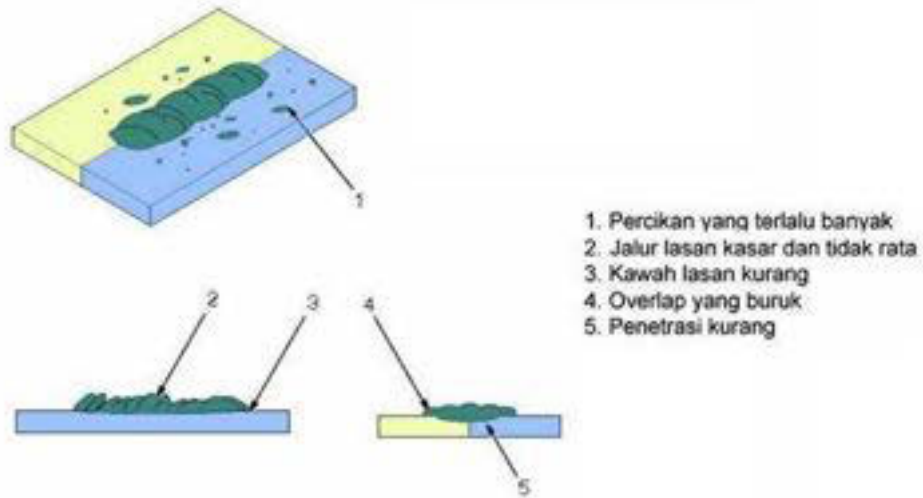 1
1. Percikan yang terlalu banyak
2. Jalur lasan kasar dan tidak rata
3. Kawah lasan kurang
4. Overlap yang buruk
5. Penetrasi kurang
2
3
4
5